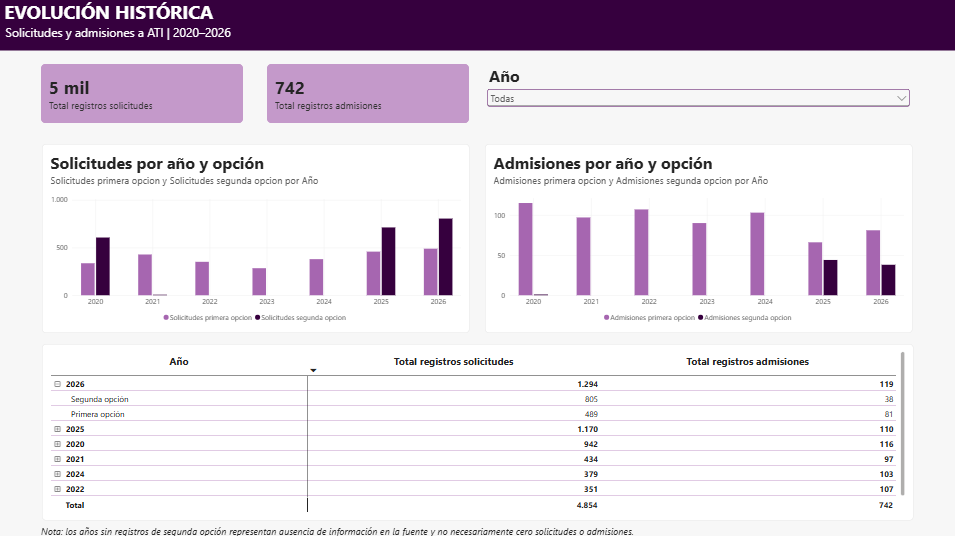 EVOLUCIÓN HISTÓRICA
Solicitudes y admisiones a ATI | 2020–2026
5 mil
Total registros solicitudes
742
Total registros admisiones
Año
Todas
Solicitudes por año y opción
Solicitudes primera opcion y Solicitudes segunda opcion por Año
1.000
500
0
2020 2021 2022 2023 2024 2025 2026
Solicitudes primera opcion Solicitudes segunda opcion
Admisiones por año y opción
Admisiones primera opcion y Admisiones segunda opcion por Año
100
50
0
2020 2021 2022 2023 2024 2025 2026
Admisiones primera opcion Admisiones segunda opcion
Año Total registros solicitudes Total registros admisiones
2026 1.294 119
Segunda opción 805 38
Primera opción 489 81
2025 1.170 110
2020 942 116
2021 434 97
2024 379 103
2022 351 107
Total 4.854 742
Nota: los años sin registros de segunda opción representan ausencia de información en la fuente y no necesariamente cero solicitudes o admisiones.